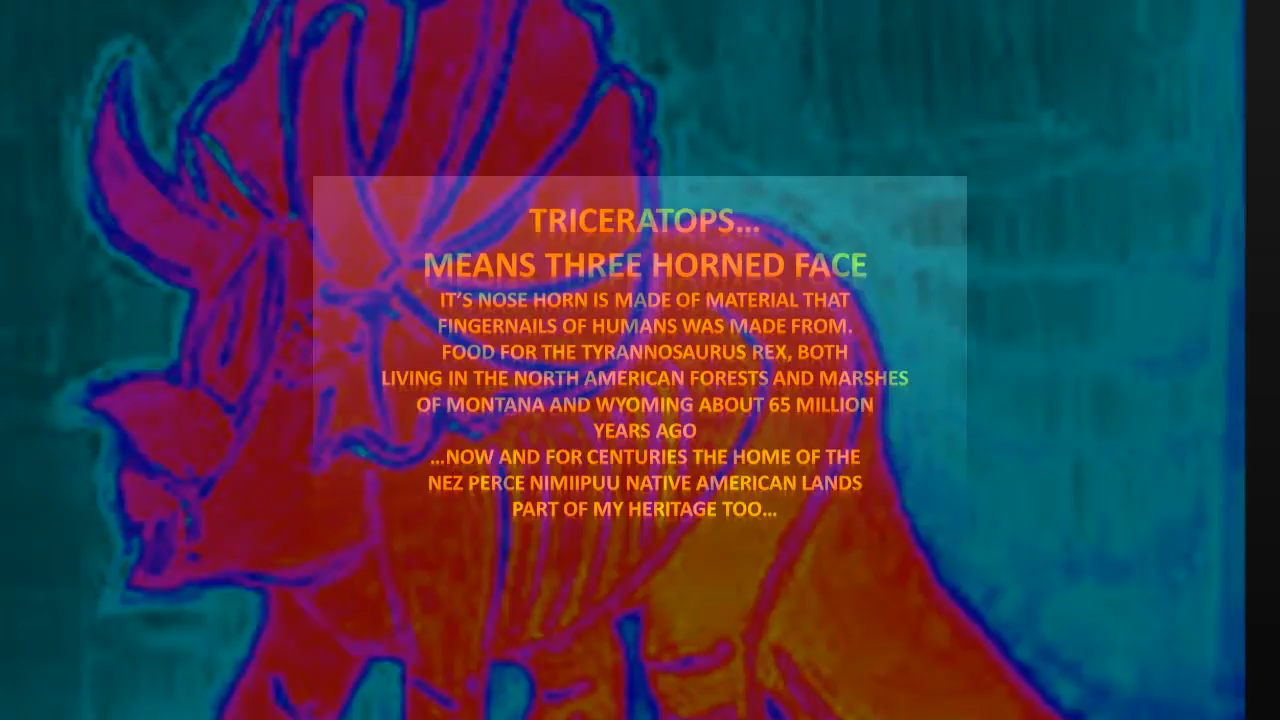 TRICERATOPS...
MEANS THREE HORNED FACE
IT'S NOSE HORN IS MADE OF MATERIAL THAT
FINGERNAILS OF HUMANS WAS MADE FROM.
FOOD FOR THE TYRANNOSAURUS REX, BOTH
LIVING IN THE NORTH AMERICAN FORESTS AND MARSHES
OF MONTANA AND WYOMING ABOUT 65 MILLION
YEARS AGO
...NOW AND FOR CENTURIES THE HOME OF THE
NEZ PERCE NIMIIPUU NATIVE AMERICAN LANDS
PART OF MY HERITAGE TOO...